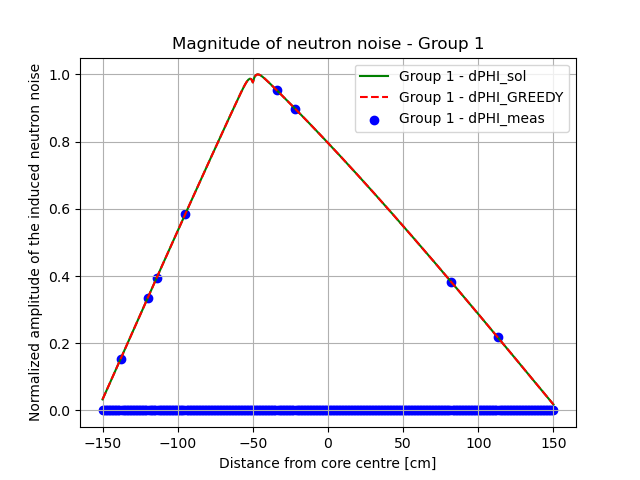 Magnitude of neutron noise - Group 1
Normalized amplitude of the induced neutron noise
1.0
0.8
0.6
0.4
0.2
0.0
Group 1 - dPHI_sol
Group 1 - dPHI_GREEDY
Group 1 - dPHI_meas
−150
−100
−50
0
50
100
150
Distance from core centre [cm]